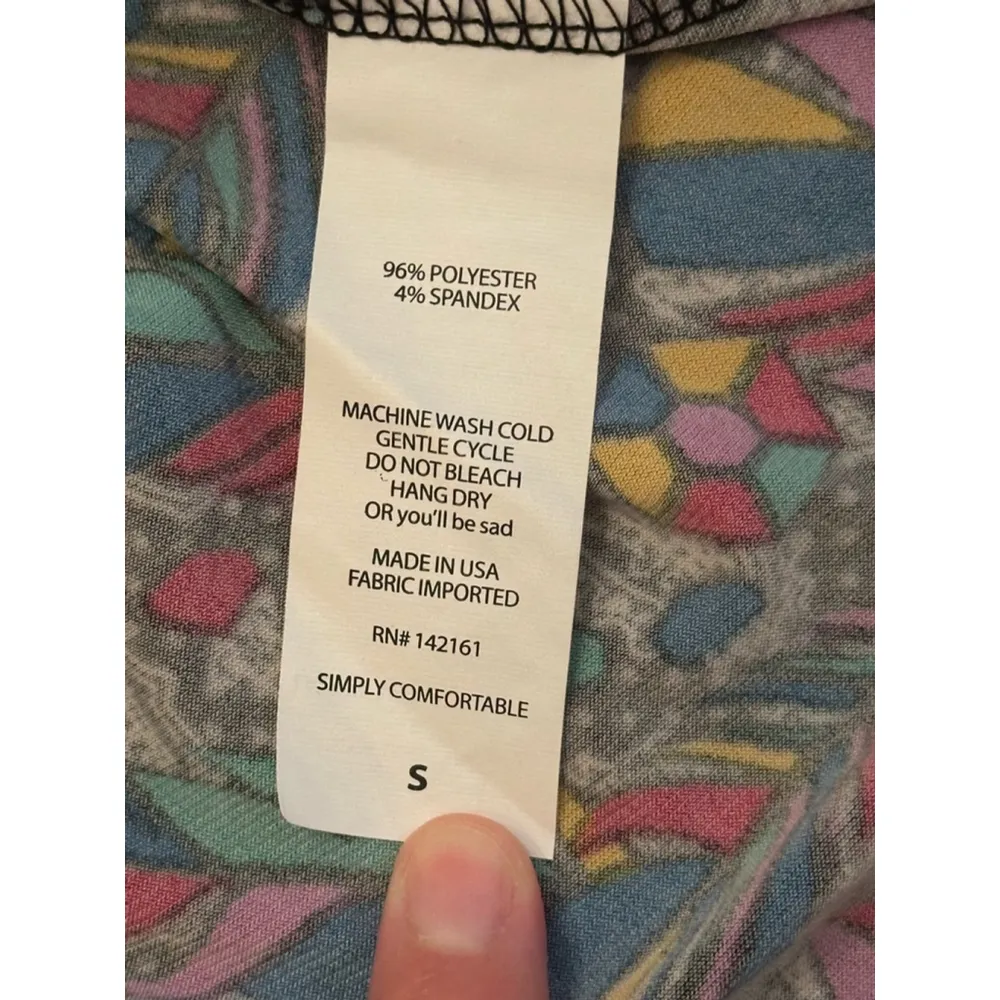 96% POLYESTER
4% SPANDEX
MACHINE WASH COLD
GENTLE CYCLE
DO NOT BLEACH
HANG DRY
OR you'll be sad
MADE IN USA
FABRIC IMPORTED
RN# 142161
SIMPLY COMFORTABLE
S